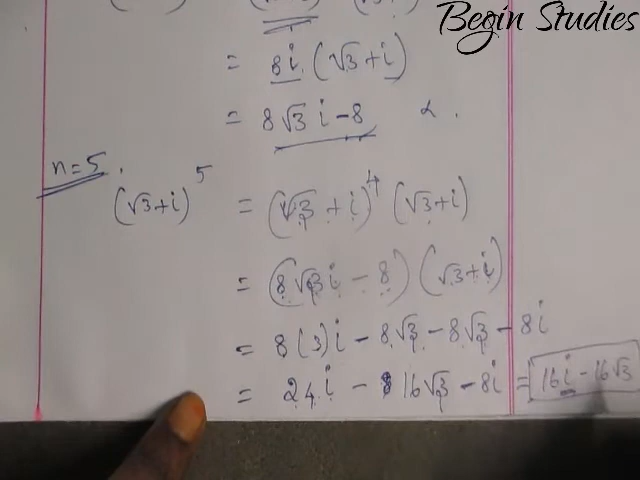 Begin Studies
= 8i (√3+i)
= 8√3 i - 8
n=5.
(√3+i)^5 = (√3 + i)^4 (√3+i)
= (8√3i - 8) (√3+i)
= 8(3)i - 8√3 - 8√3 - 8i
= 24i - 16√3 - 8i = 16i - 16√3